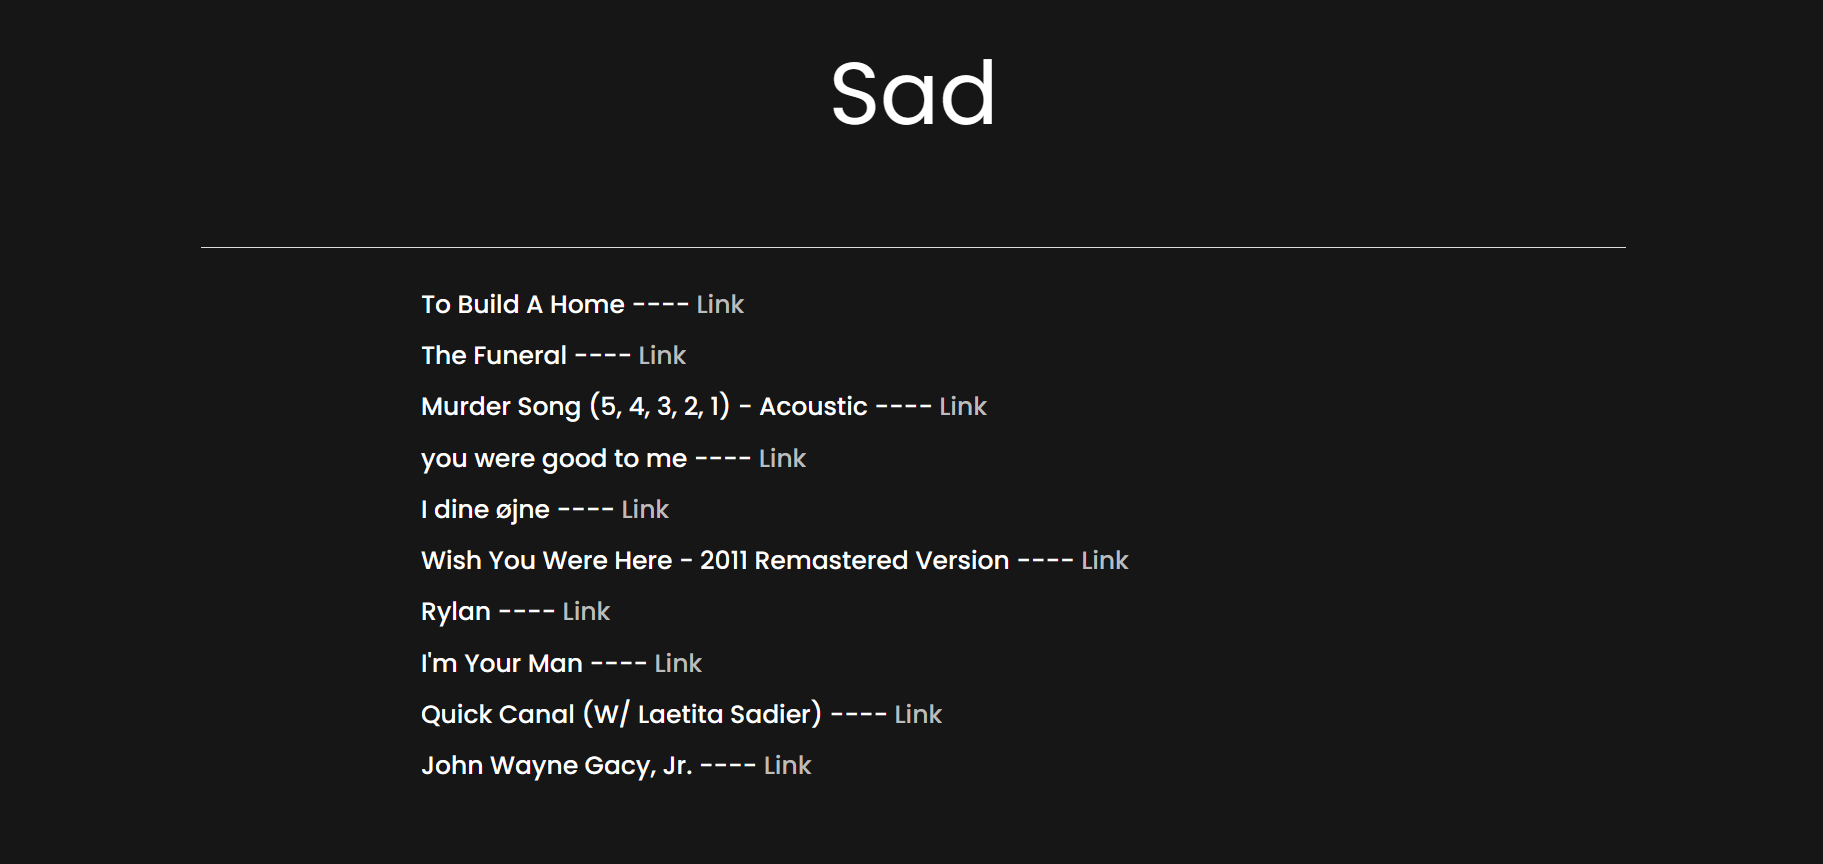 Sad
To Build A Home ---- Link
The Funeral ---- Link
Murder Song (5, 4, 3, 2, 1) - Acoustic ---- Link
you were good to me ---- Link
I dine øjne ---- Link
Wish You Were Here - 2011 Remastered Version ---- Link
Rylan ---- Link
I'm Your Man ---- Link
Quick Canal (W/ Laetita Sadier) ---- Link
John Wayne Gacy, Jr. ---- Link